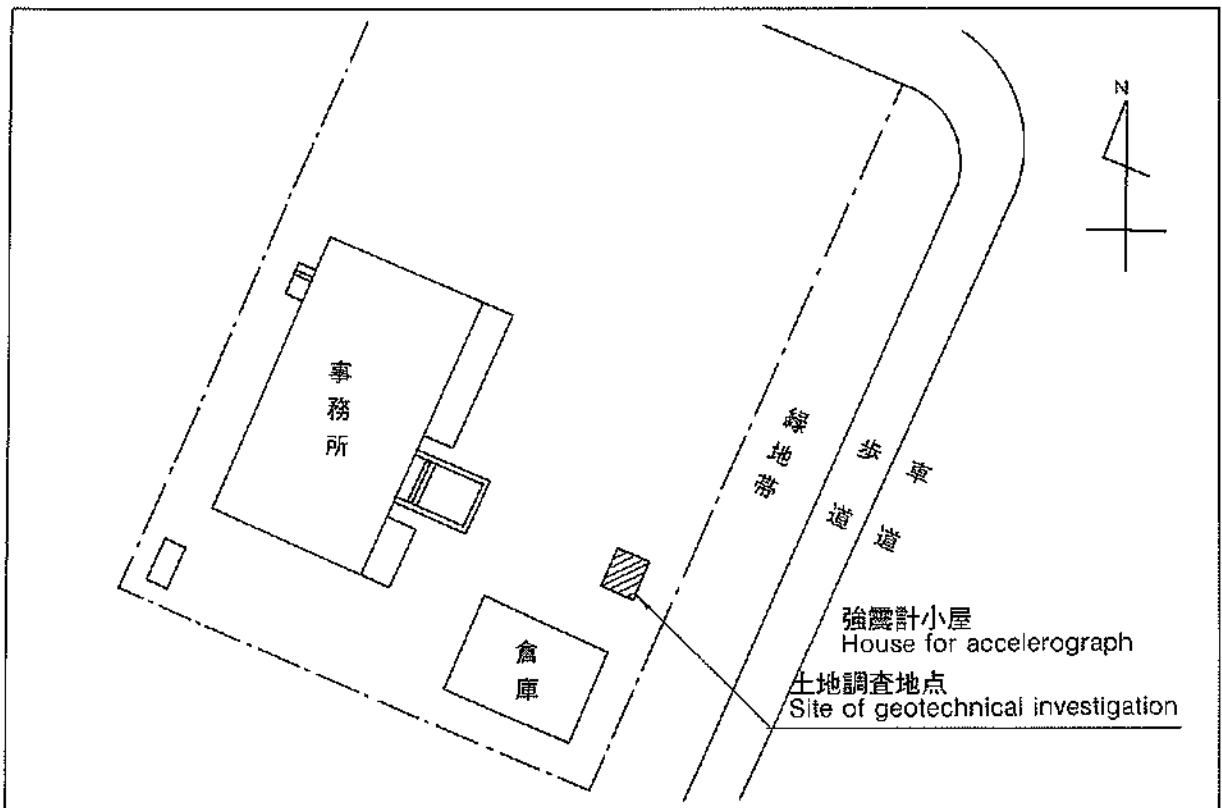 N
事務所
緑地帯
歩道
車道
倉庫
強震計小屋
House for accelerograph
土地調査地点
Site of geotechnical investigation